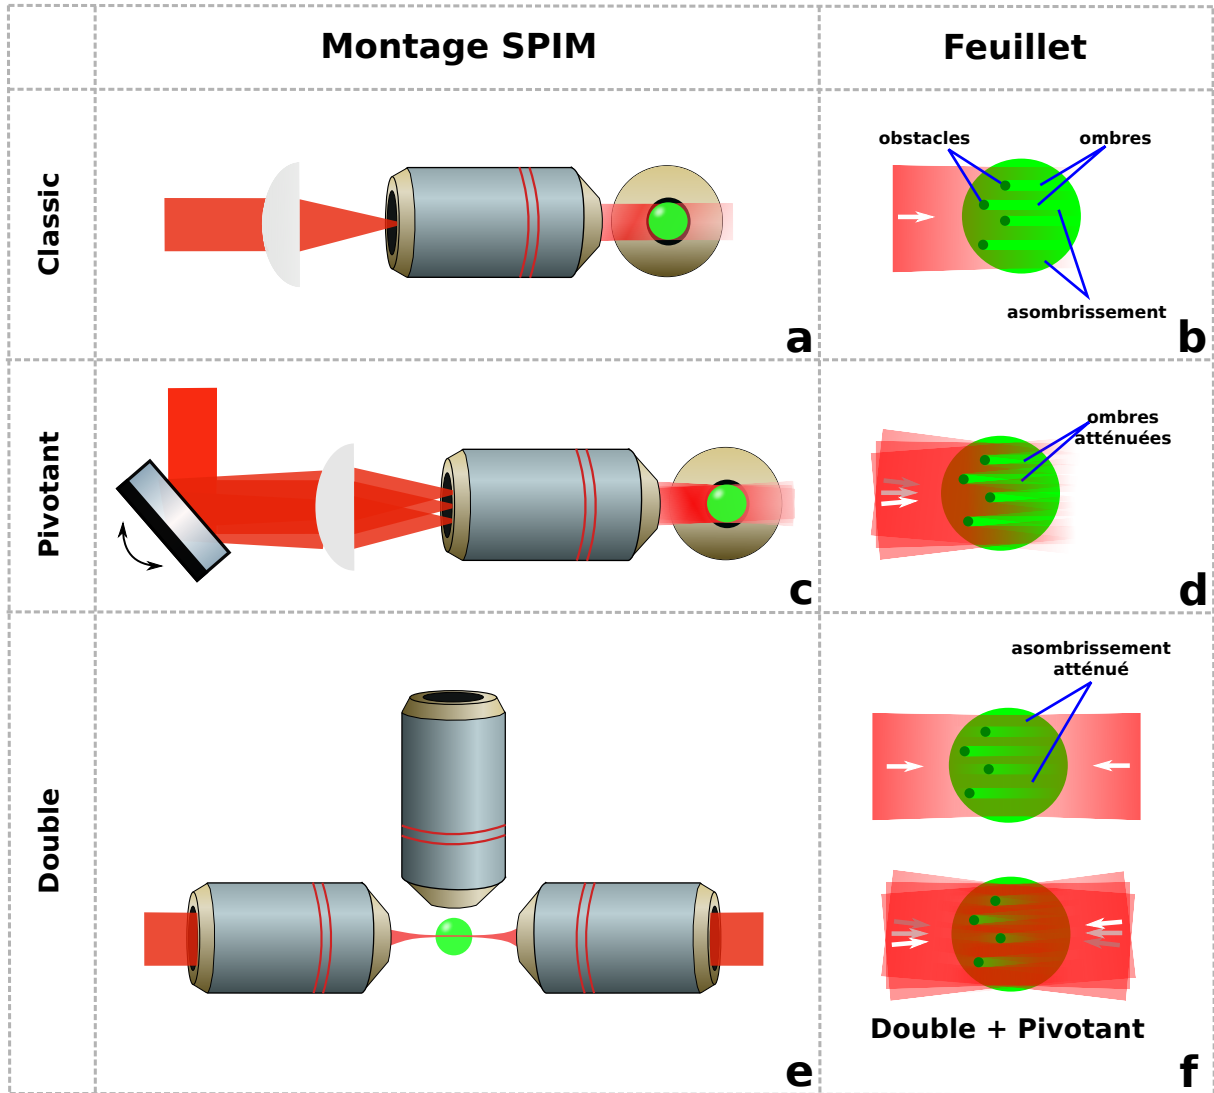 Montage SPIM
Feuillet
Classic
a
obstacles
ombres
asombrissement
b
Pivotant
c
ombres
atténuées
d
Double
e
asombrissement
atténué
Double + Pivotant
f